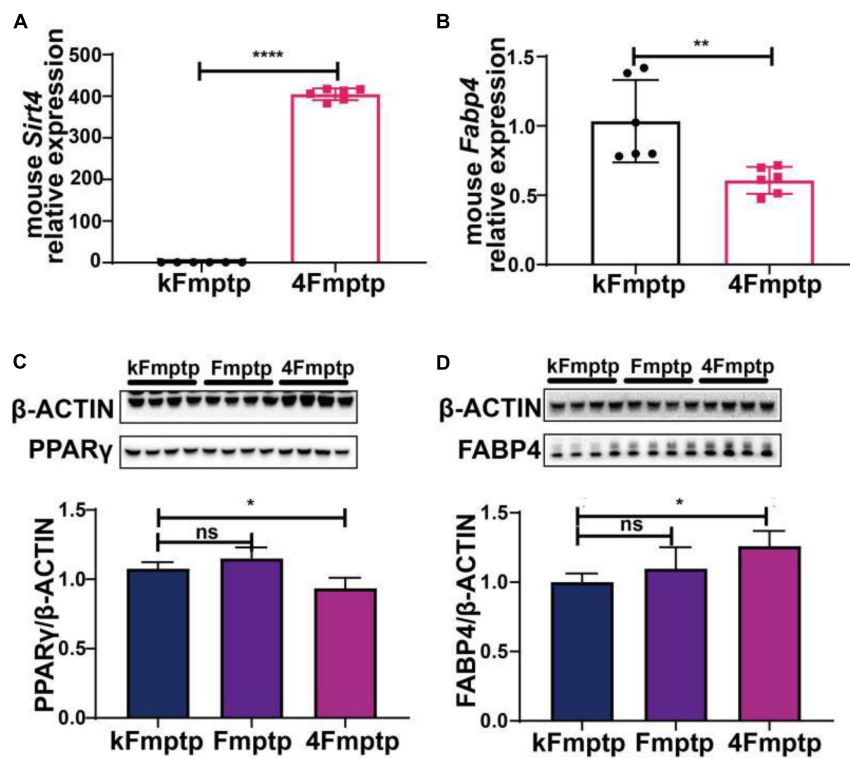 A
mouse Sirt4
relative expression
500
400
300
200
100
0
****
kFmptp
4Fmptp
B
mouse Fabp4
relative expression
1.5
1.0
0.5
0.0
**
kFmptp
4Fmptp
C
kFmptp Fmptp 4Fmptp
β-ACTIN
PPARγ
PPARγ/β-ACTIN
1.5
1.0
0.5
0.0
*
ns
kFmptp Fmptp 4Fmptp
D
kFmptp Fmptp 4Fmptp
β-ACTIN
FABP4
FABP4/β-ACTIN
1.5
1.0
0.5
0.0
*
ns
kFmptp Fmptp 4Fmptp